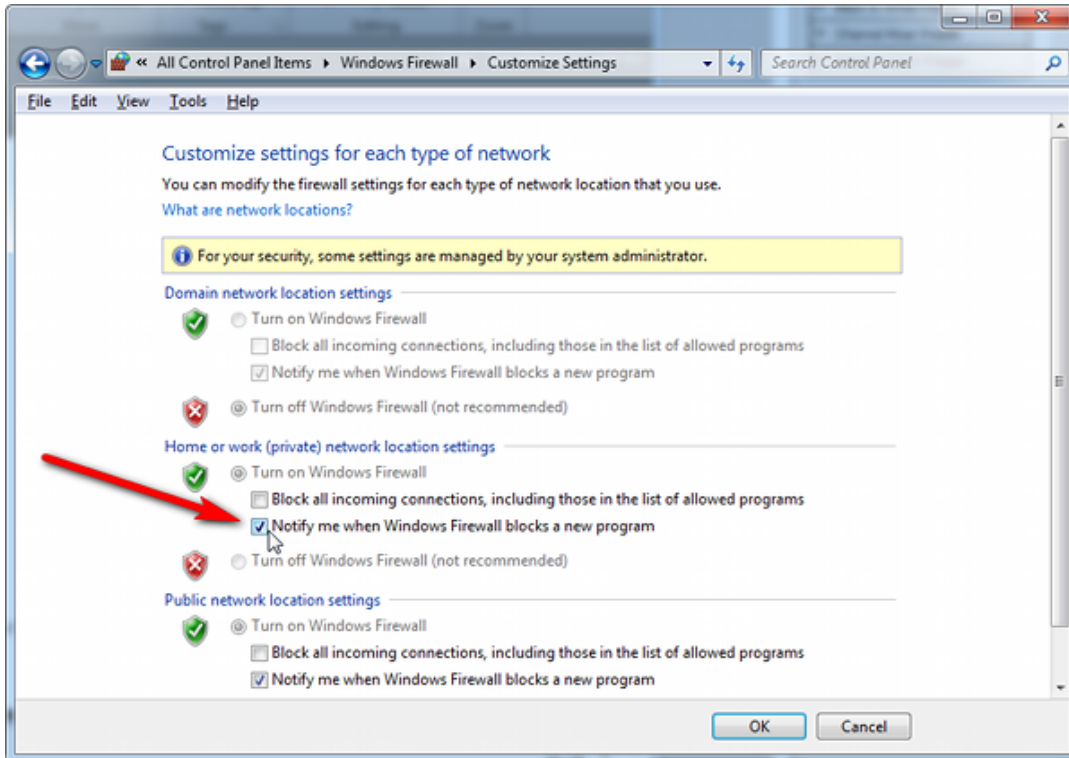 « All Control Panel Items ▸ Windows Firewall ▸ Customize Settings
Search Control Panel
File Edit View Tools Help
Customize settings for each type of network
You can modify the firewall settings for each type of network location that you use.
What are network locations?
For your security, some settings are managed by your system administrator.
Domain network location settings
Turn on Windows Firewall
Block all incoming connections, including those in the list of allowed programs
Notify me when Windows Firewall blocks a new program
Turn off Windows Firewall (not recommended)
Home or work (private) network location settings
Turn on Windows Firewall
Block all incoming connections, including those in the list of allowed programs
Notify me when Windows Firewall blocks a new program
Turn off Windows Firewall (not recommended)
Public network location settings
Turn on Windows Firewall
Block all incoming connections, including those in the list of allowed programs
Notify me when Windows Firewall blocks a new program
OK Cancel